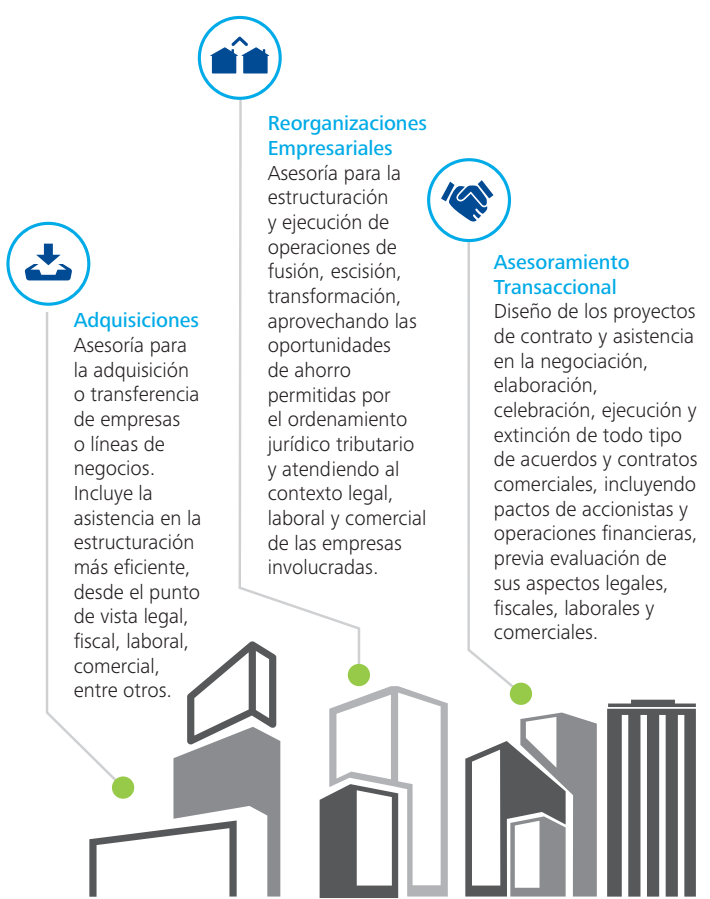 Adquisiciones
Asesoría para
la adquisición
o transferencia
de empresas
o líneas de
negocios.
Incluye la
asistencia en la
estructuración
más eficiente,
desde el punto
de vista legal,
fiscal, laboral,
comercial,
entre otros.
Reorganizaciones
Empresariales
Asesoría para la
estructuración
y ejecución de
operaciones de
fusión, escisión,
transformación,
aprovechando las
oportunidades
de ahorro
permitidas por
el ordenamiento
jurídico tributario
y atendiendo al
contexto legal,
laboral y comercial
de las empresas
involucradas.
Asesoramiento
Transaccional
Diseño de los proyectos
de contrato y asistencia
en la negociación,
elaboración,
celebración, ejecución y
extinción de todo tipo
de acuerdos y contratos
comerciales, incluyendo
pactos de accionistas y
operaciones financieras,
previa evaluación de
sus aspectos legales,
fiscales, laborales y
comerciales.